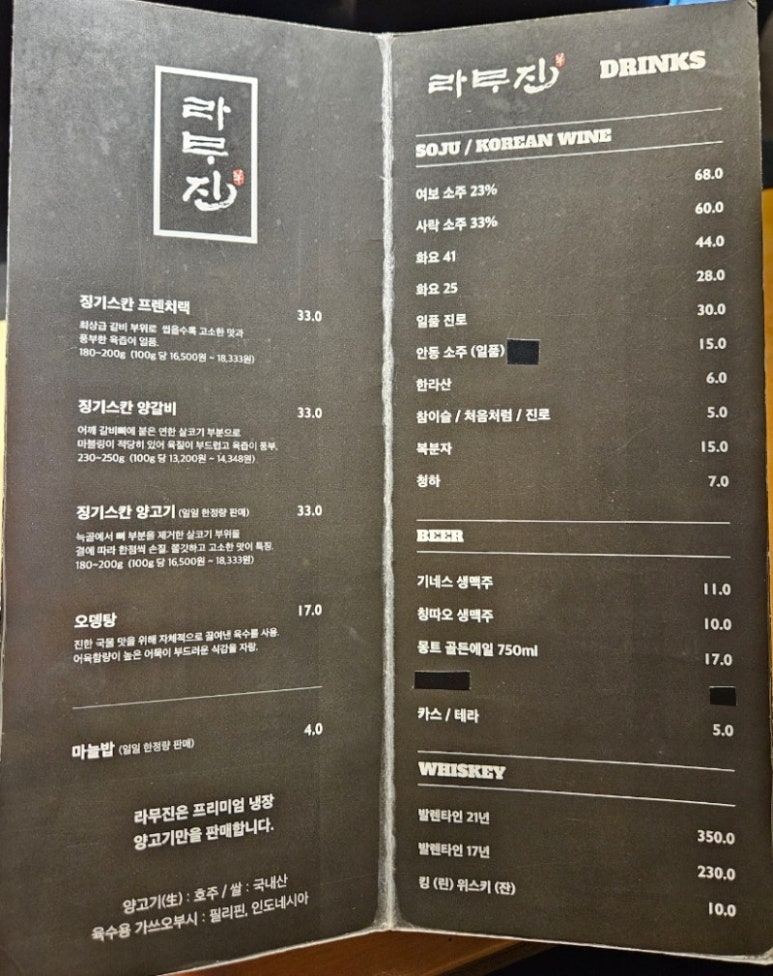 라무진
징기스칸 프렌치랙 33.0
최상급 갈비 부위로 씹을수록 고소한 맛과
풍부한 육즙이 일품.
180~200g (100g 당 16,500원 ~ 18,333원)
징기스칸 양갈비 33.0
어깨 갈비뼈에 붙은 연한 살코기 부분으로
마블링이 적당히 있어 육질이 부드럽고 육즙이 풍부.
230~250g (100g 당 13,200원 ~ 14,348원)
징기스칸 양고기 (일일 한정량 판매) 33.0
늑골에서 뼈 부분을 제거한 살코기 부위를
결에 따라 한점씩 손질. 쫄깃하고 고소한 맛이 특징.
180~200g (100g 당 16,500원 ~ 18,333원)
오뎅탕 17.0
진한 국물 맛을 위해 자체적으로 끓여낸 육수를 사용.
어육함량이 높은 어묵이 부드러운 식감을 자랑.
마늘밥 (일일 한정량 판매) 4.0
라무진은 프리미엄 냉장
양고기만을 판매합니다.
양고기(生) : 호주 / 쌀 : 국내산
육수용 가쓰오부시 : 필리핀, 인도네시아
라무진 DRINKS
SOJU / KOREAN WINE
여보 소주 23% 68.0
사락 소주 33% 60.0
화요 41 44.0
화요 25 28.0
일품 진로 30.0
안동 소주 (일품) 15.0
한라산 6.0
참이슬 / 처음처럼 / 진로 5.0
복분자 15.0
청하 7.0
BEER
기네스 생맥주 11.0
칭따오 생맥주 10.0
몽트 골든에일 750ml 17.0
카스 / 테라 5.0
WHISKEY
발렌타인 21년 350.0
발렌타인 17년 230.0
킹 (린) 위스키 (잔) 10.0